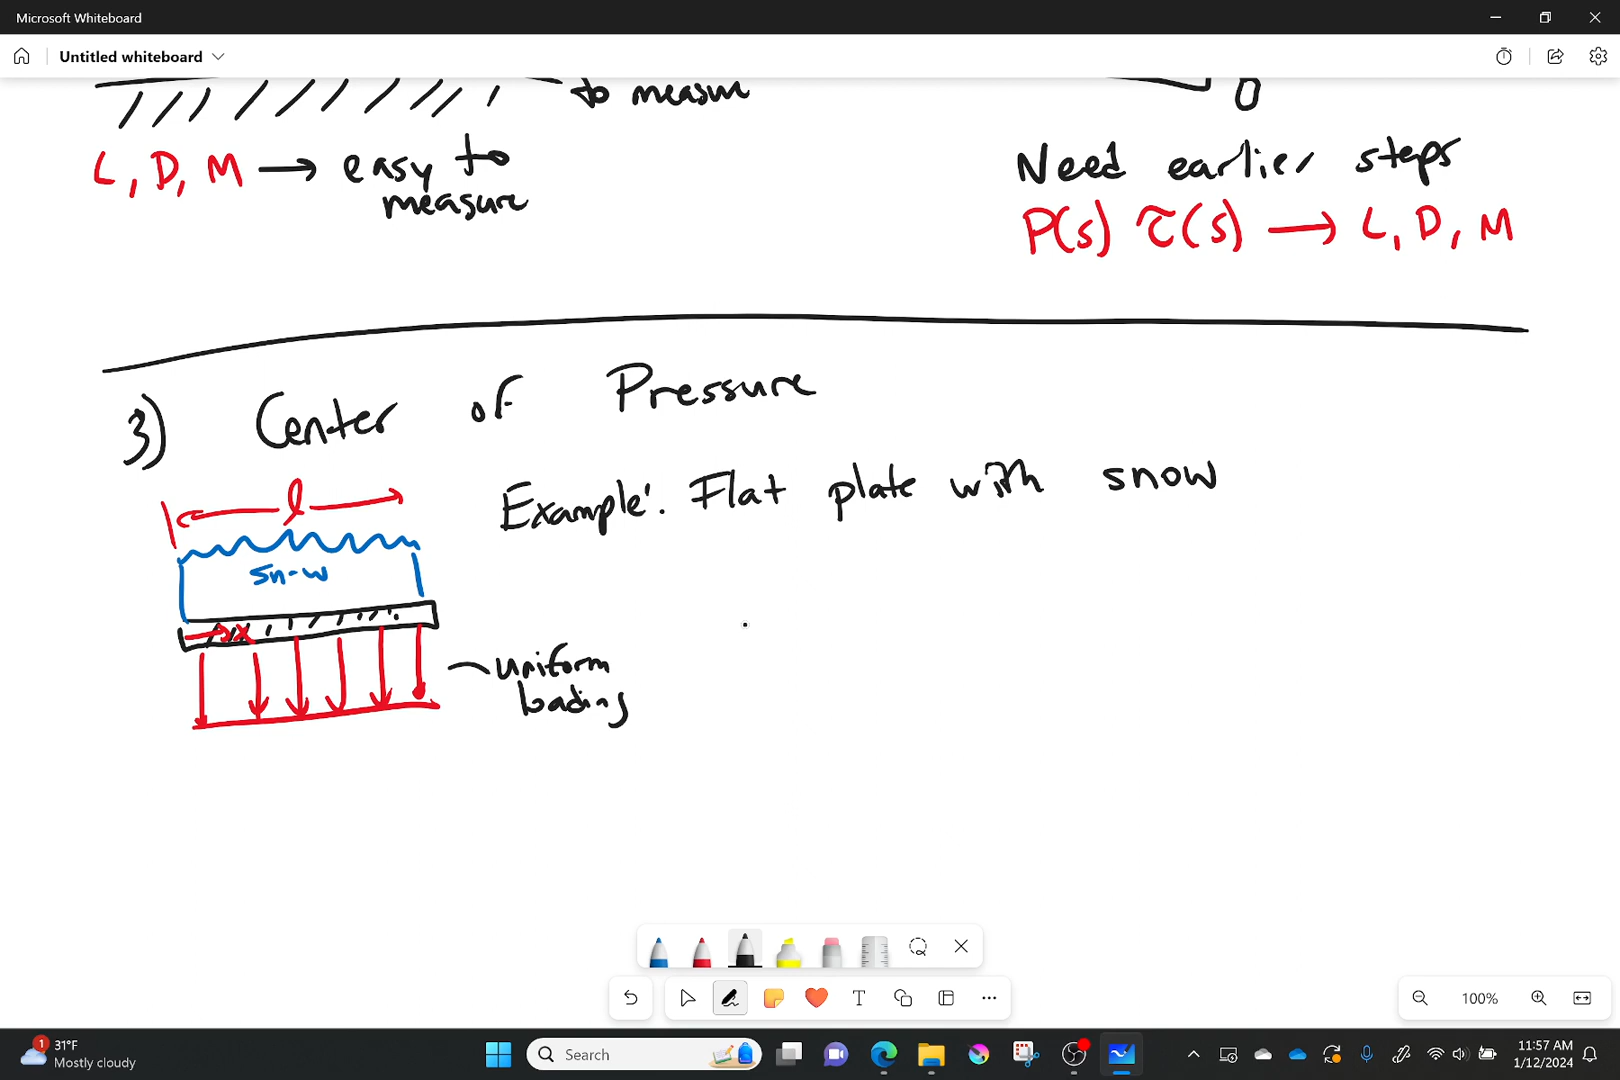 Microsoft Whiteboard
Untitled whiteboard
to measure
L, D, M → easy to
measure
Need earlier steps
P(s) τ(s) → L, D, M
3) Center of Pressure
l
Example: Flat plate with snow
Snow
x
uniform
loading
100%
1
31°F
Mostly cloudy
Search
11:57 AM
1/12/2024